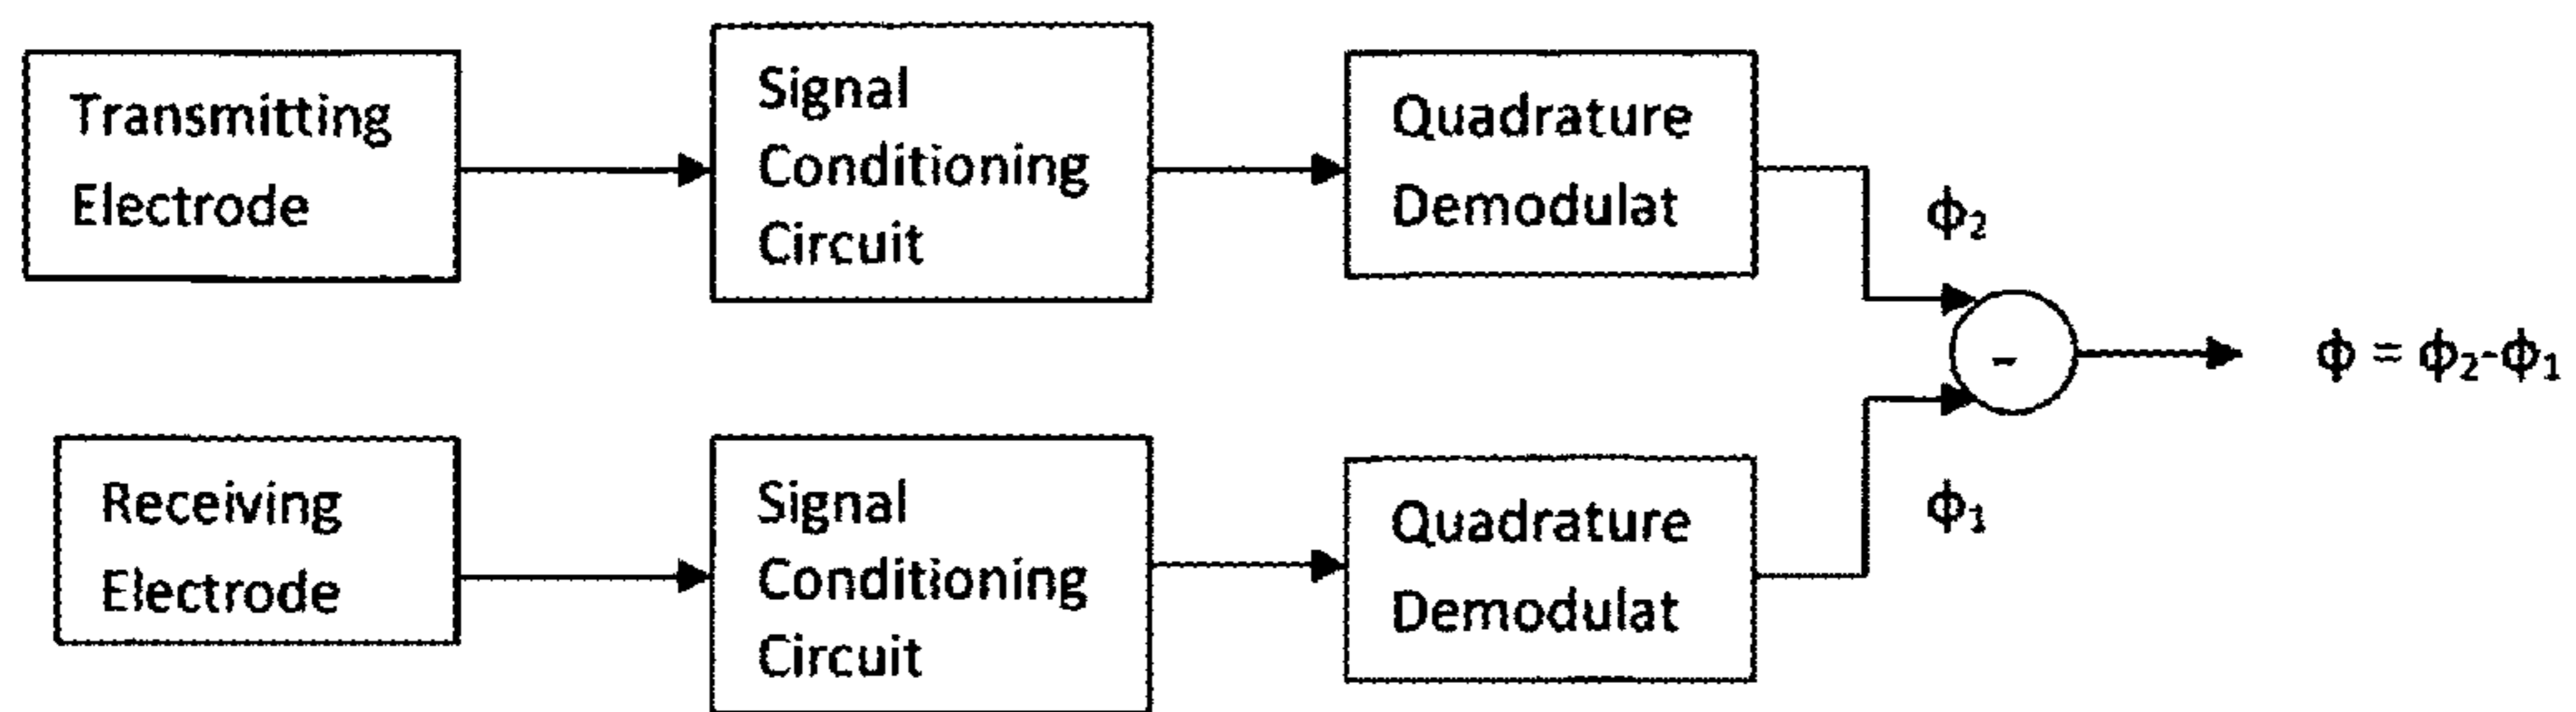 Transmitting
Electrode
Signal
Conditioning
Circuit
Quadrature
Demodulat
ϕ₂
-
ϕ = ϕ₂-ϕ₁
Receiving
Electrode
Signal
Conditioning
Circuit
Quadrature
Demodulat
ϕ₁